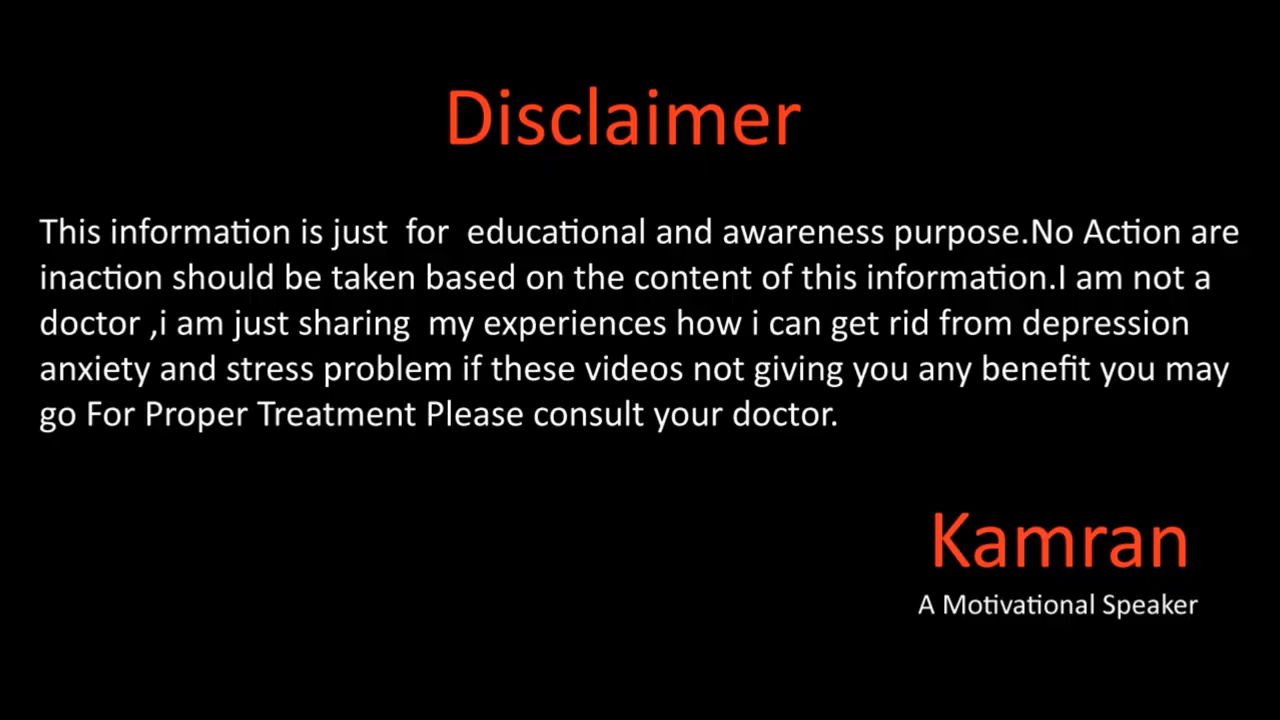 Disclaimer
This information is just  for  educational and awareness purpose.No Action are
inaction should be taken based on the content of this information.I am not a
doctor ,i am just sharing  my experiences how i can get rid from depression
anxiety and stress problem if these videos not giving you any benefit you may
go For Proper Treatment Please consult your doctor.
Kamran
A Motivational Speaker